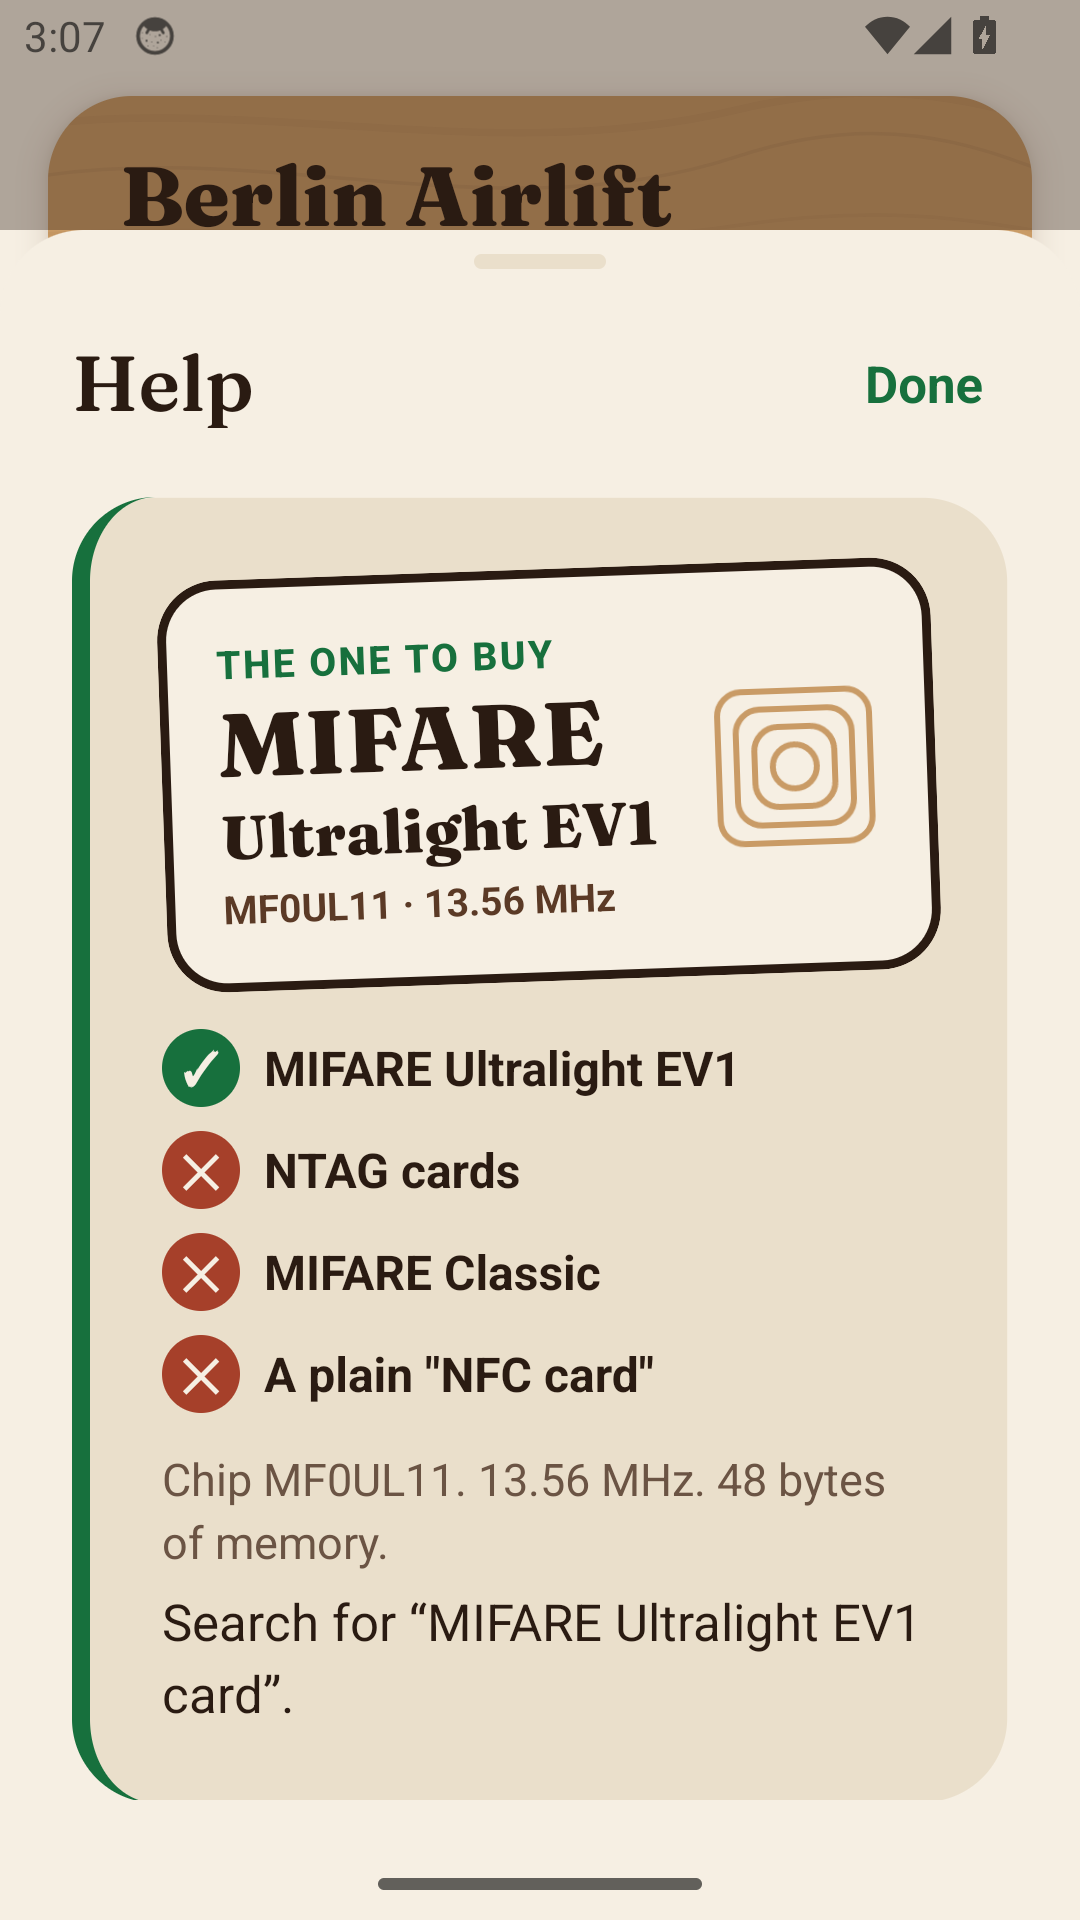 3:07
Berlin Airlift
Help
Done
THE ONE TO BUY
MIFARE
Ultralight EV1
MF0UL11 · 13.56 MHz
MIFARE Ultralight EV1
NTAG cards
MIFARE Classic
A plain "NFC card"
Chip MF0UL11. 13.56 MHz. 48 bytes
of memory.
Search for “MIFARE Ultralight EV1
card”.